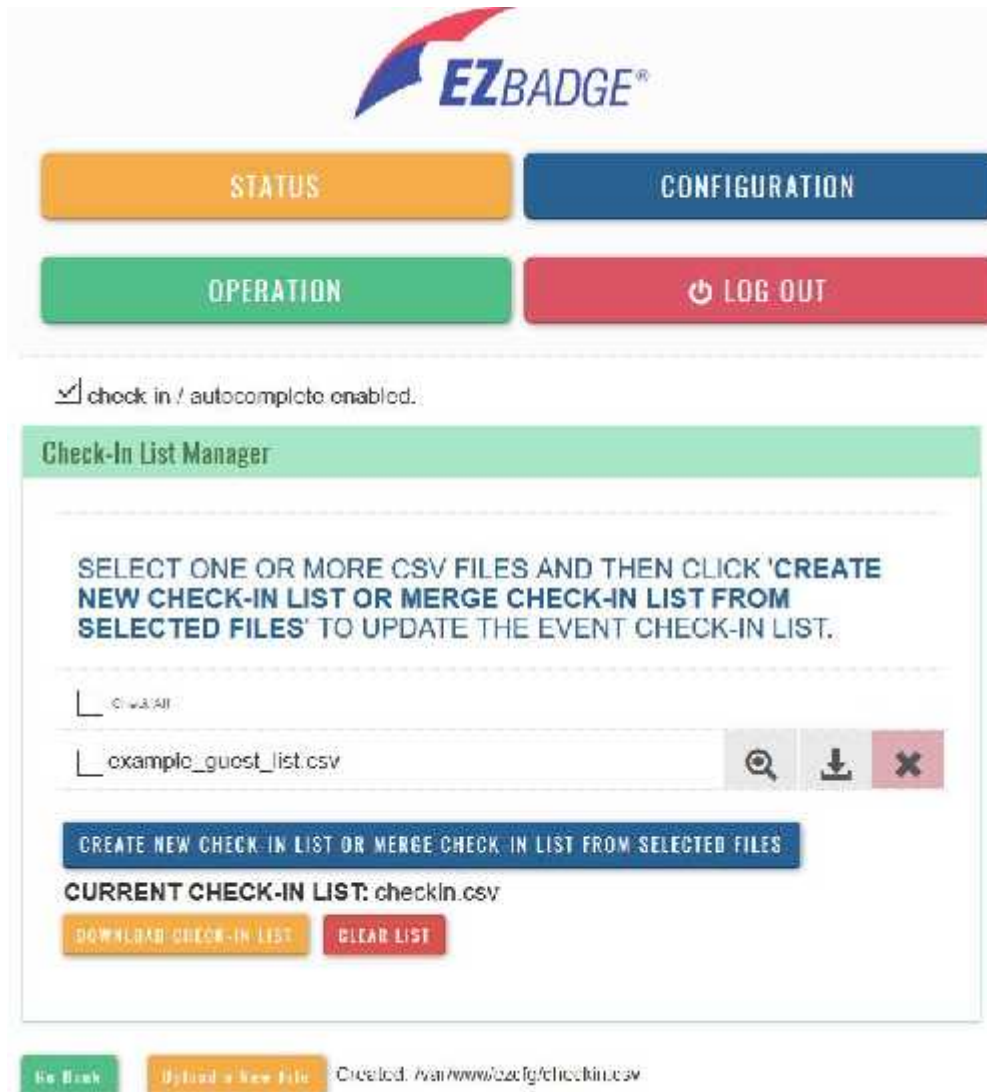 EZBADGE®
STATUS
CONFIGURATION
OPERATION
LOG OUT
check in / autocomplete enabled.
Check-In List Manager
SELECT ONE OR MORE CSV FILES AND THEN CLICK 'CREATE
NEW CHECK-IN LIST OR MERGE CHECK-IN LIST FROM
SELECTED FILES' TO UPDATE THE EVENT CHECK-IN LIST.
Check All
example_guest_list.csv
CREATE NEW CHECK IN LIST OR MERGE CHECK IN LIST FROM SELECTED FILES
CURRENT CHECK-IN LIST: checkin.csv
DOWNLOAD CHECK-IN LIST
CLEAR LIST
Go Back
Upload a New File
Created: /var/www/ezcfg/checkin.csv